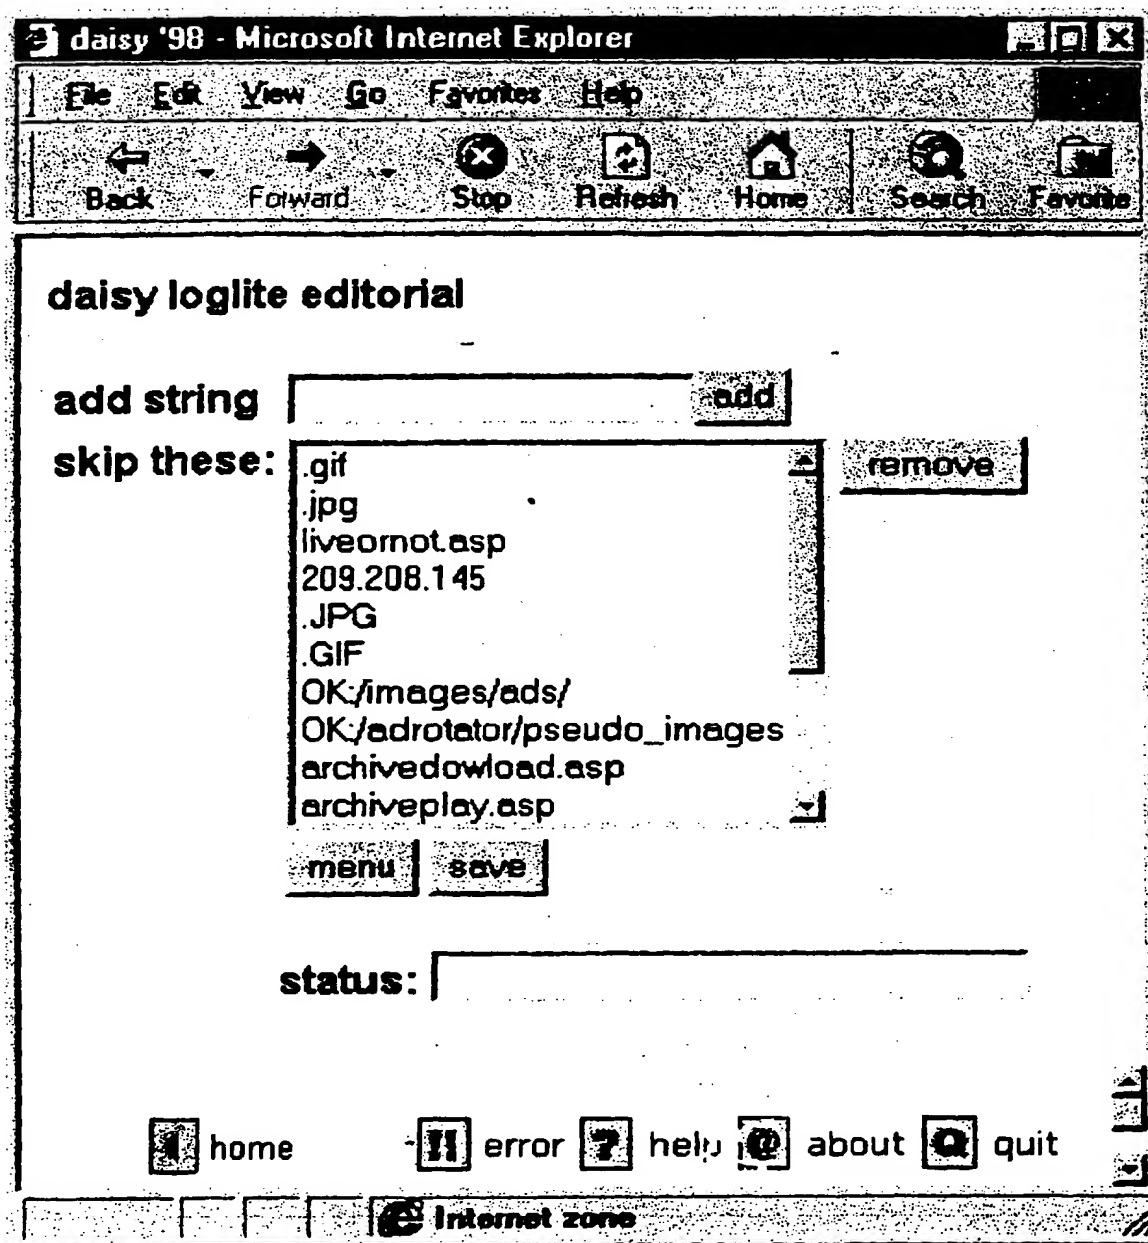 daisy '98 - Microsoft Internet Explorer
File Edit View Go Favorites Help
Back Forward Stop Refresh Home Search Favorite
daisy loglite editorial
add string add
skip these: remove
.gif
.jpg
liveornot.asp
209.208.145
.JPG
.GIF
OK:/images/ads/
OK:/adrotator/pseudo_images
archivedowload.asp
archiveplay.asp
menu save
status:
home !! error ? help @ about Q quit
Internet zone